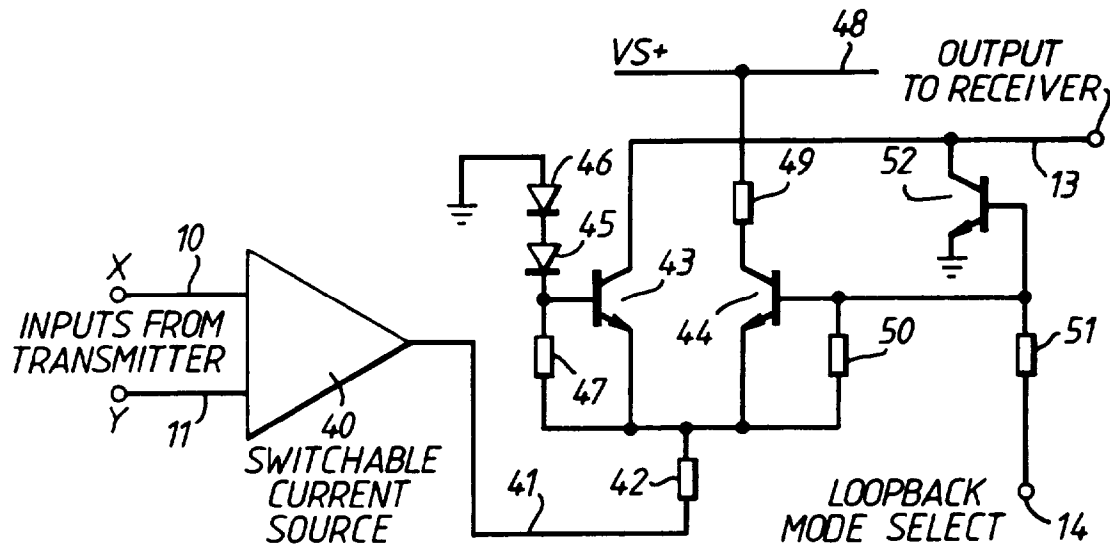 VS+
48
OUTPUT
TO RECEIVER
46
52
49
13
45
10
X
43
INPUTS FROM
TRANSMITTER
44
50
51
47
Y
11
40
SWITCHABLE
CURRENT
SOURCE
41
42
LOOPBACK
MODE SELECT
14